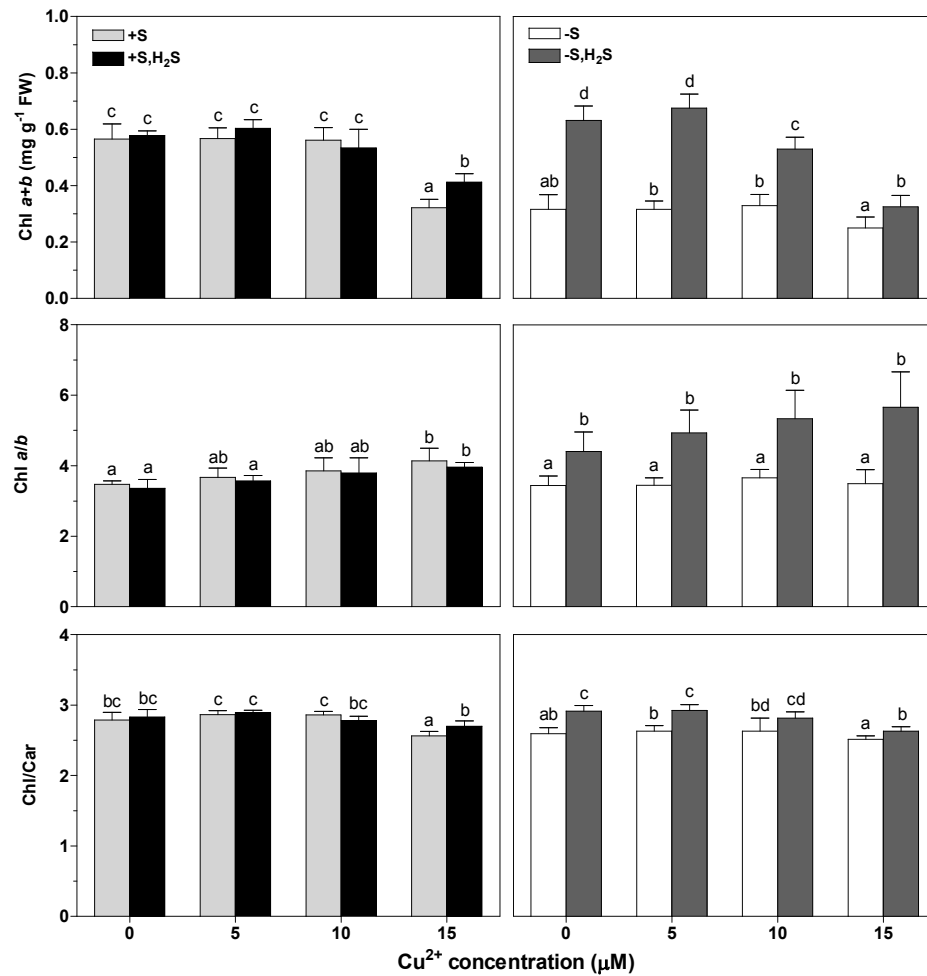 +S
+S,H₂S
-S
-S,H₂S
Chl a+b (mg g⁻¹ FW)
1.0
0.8
0.6
0.4
0.2
0.0
c c c c c c a b
ab d b d b c a b
Chl a/b
8
6
4
2
0
a a ab a ab ab b b
a b a b a b a b
Chl/Car
4
3
2
1
0
bc bc c c c bc a b
ab c b c bd cd a b
0 5 10 15 0 5 10 15
Cu²⁺ concentration (µM)